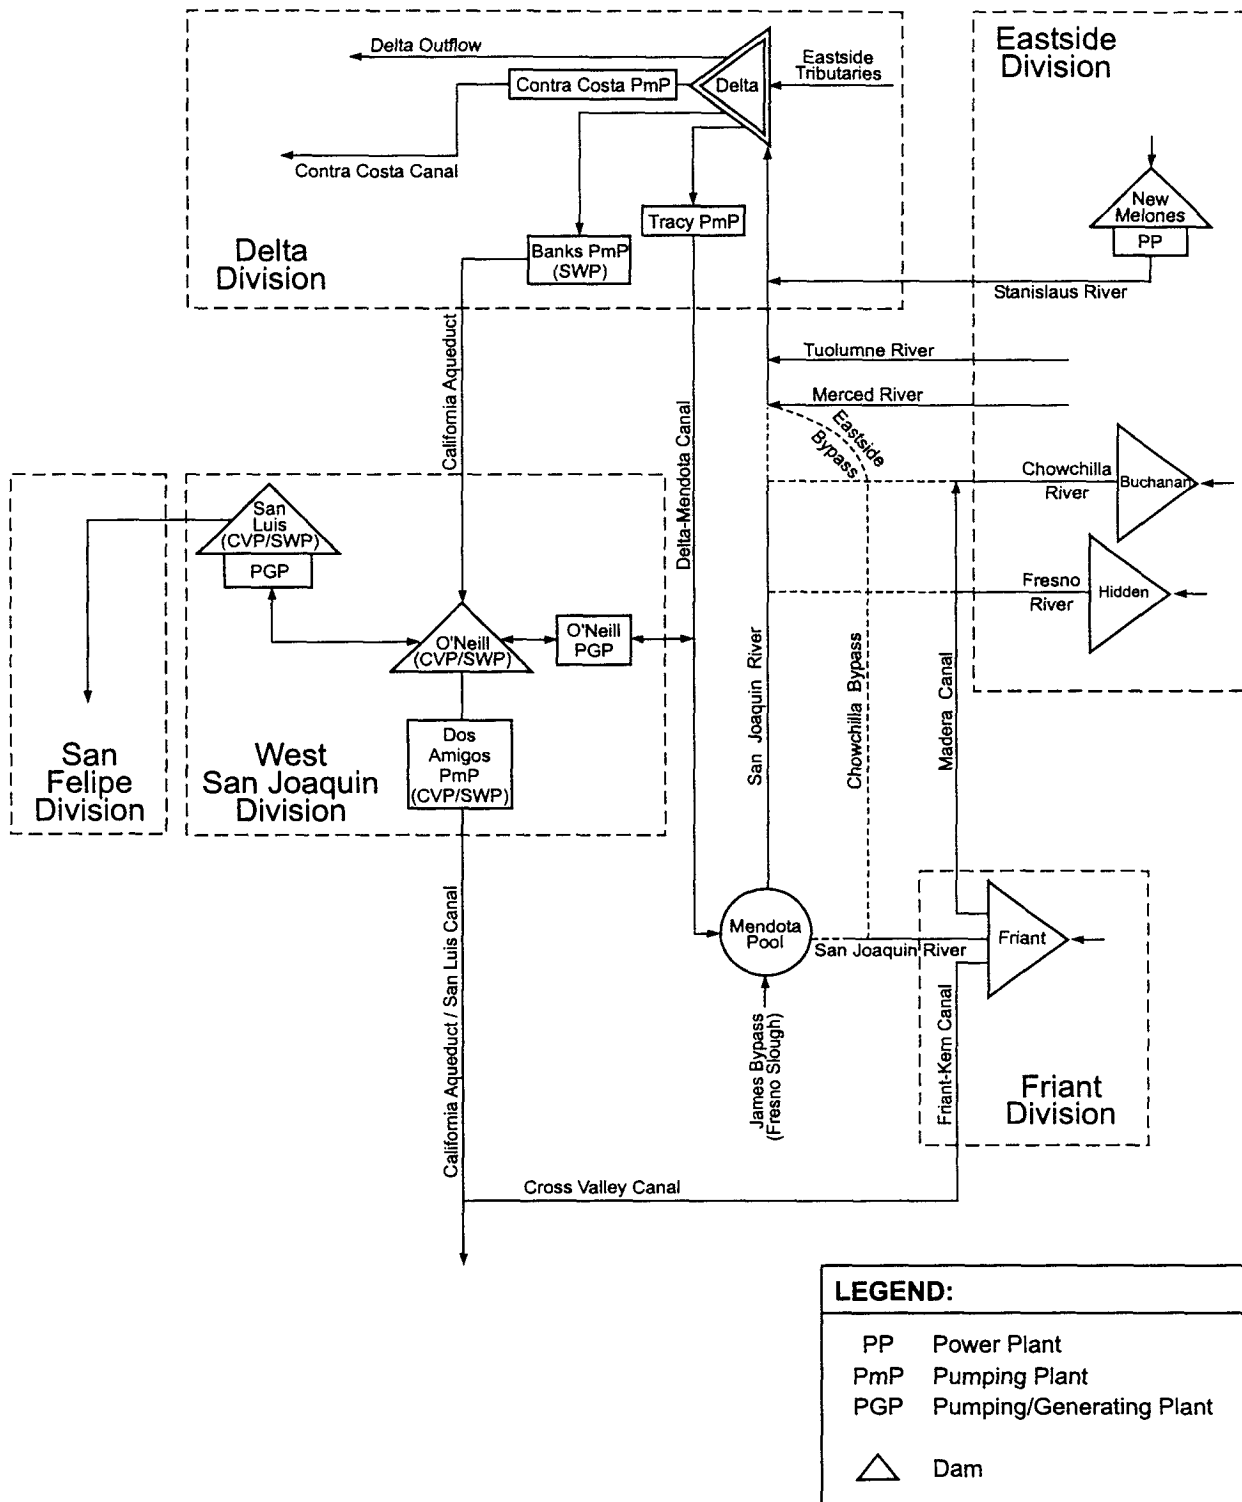 Delta Outflow
Eastside
Tributaries
Eastside
Division
Contra Costa PmP
Delta
Contra Costa Canal
New
Melones
PP
Tracy PmP
Banks PmP
(SWP)
Delta
Division
Stanislaus River
California Aqueduct
Tuolumne River
Merced River
Eastside
Bypass
Delta-Mendota Canal
Chowchilla
River
Buchanan
San
Luis
(CVP/SWP)
PGP
Fresno
River
Hidden
O'Neill
(CVP/SWP)
O'Neill
PGP
San Joaquin River
Chowchilla Bypass
Madera Canal
Dos
Amigos
PmP
(CVP/SWP)
San
Felipe
Division
West
San Joaquin
Division
Mendota
Pool
San Joaquin River
Friant
California Aqueduct / San Luis Canal
James Bypass
(Fresno Slough)
Friant-Kern Canal
Friant
Division
Cross Valley Canal
LEGEND:
PP Power Plant
PmP Pumping Plant
PGP Pumping/Generating Plant
Dam